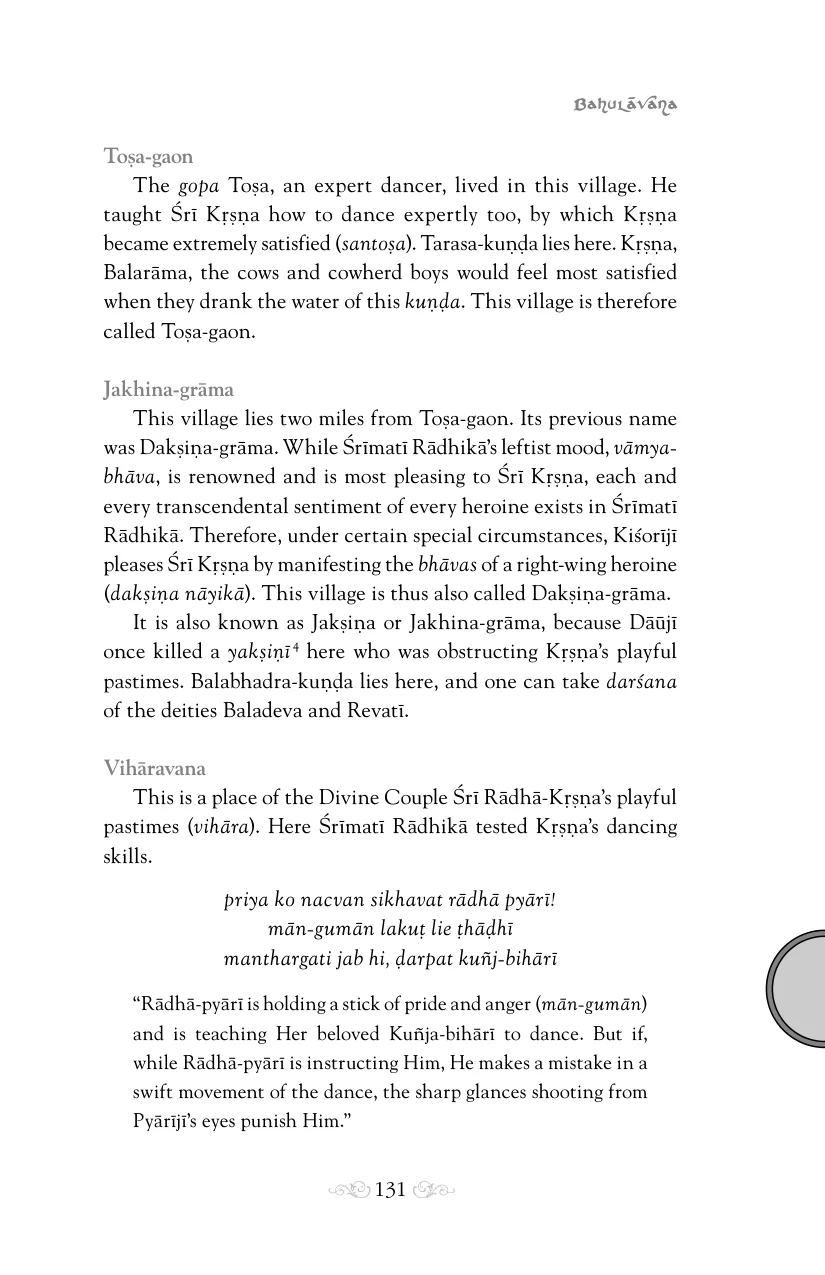 Bahulāvana
Toṣa-gaon
The gopa Toṣa, an expert dancer, lived in this village. He
taught Śrī Kṛṣṇa how to dance expertly too, by which Kṛṣṇa
became extremely satisfied (santoṣa). Tarasa-kuṇḍa lies here. Kṛṣṇa,
Balarāma, the cows and cowherd boys would feel most satisfied
when they drank the water of this kuṇḍa. This village is therefore
called Toṣa-gaon.
Jakhina-grāma
This village lies two miles from Toṣa-gaon. Its previous name
was Dakṣiṇa-grāma. While Śrīmatī Rādhikā’s leftist mood, vāmya-
bhāva, is renowned and is most pleasing to Śrī Kṛṣṇa, each and
every transcendental sentiment of every heroine exists in Śrīmatī
Rādhikā. Therefore, under certain special circumstances, Kiśorījī
pleases Śrī Kṛṣṇa by manifesting the bhāvas of a right-wing heroine
(dakṣiṇa nāyikā). This village is thus also called Dakṣiṇa-grāma.
It is also known as Jakṣiṇa or Jakhina-grāma, because Dāūjī
once killed a yakṣiṇī⁴ here who was obstructing Kṛṣṇa’s playful
pastimes. Balabhadra-kuṇḍa lies here, and one can take darśana
of the deities Baladeva and Revatī.
Vihāravana
This is a place of the Divine Couple Śrī Rādhā-Kṛṣṇa’s playful
pastimes (vihāra). Here Śrīmatī Rādhikā tested Kṛṣṇa’s dancing
skills.
priya ko nacvan sikhavat rādhā pyārī!
mān-gumān lakuṭ lie ṭhāḍhī
manthargati jab hi, ḍarpat kuñj-bihārī
“Rādhā-pyārī is holding a stick of pride and anger (mān-gumān)
and is teaching Her beloved Kuñja-bihārī to dance. But if,
while Rādhā-pyārī is instructing Him, He makes a mistake in a
swift movement of the dance, the sharp glances shooting from
Pyārījī’s eyes punish Him.”
131